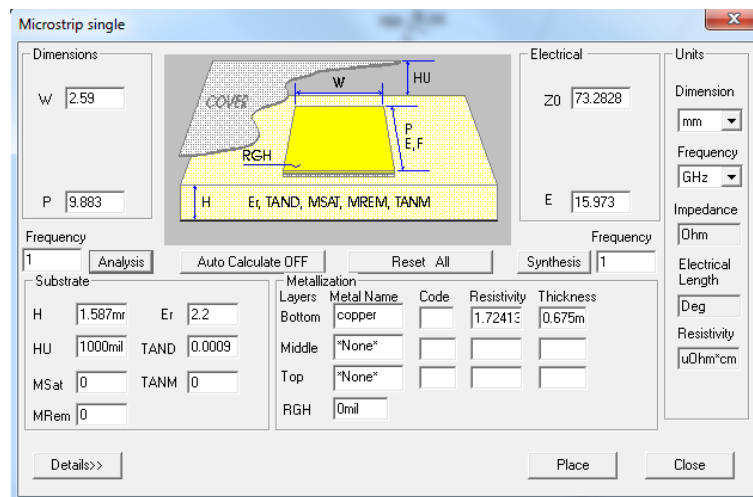 Microstrip single
Dimensions
W 2.59
P 9.883
COVER
W
HU
P
E,F
RGH
H Er, TAND, MSAT, MREM, TANM
Electrical
Z0 73.2828
E 15.973
Units
Dimension
mm
Frequency
GHz
Impedance
Ohm
Electrical
Length
Deg
Resistivity
uOhm*cm
Frequency
1 Analysis Auto Calculate OFF Reset All Synthesis
Frequency
1
Substrate
H 1.587mr Er 2.2
HU 1000mil TAND 0.0009
MSat 0 TANM 0
MRem 0
Metallization
Layers Metal Name Code Resistivity Thickness
Bottom copper 1.72413 0.675m
Middle *None*
Top *None*
RGH 0mil
Details>> Place Close